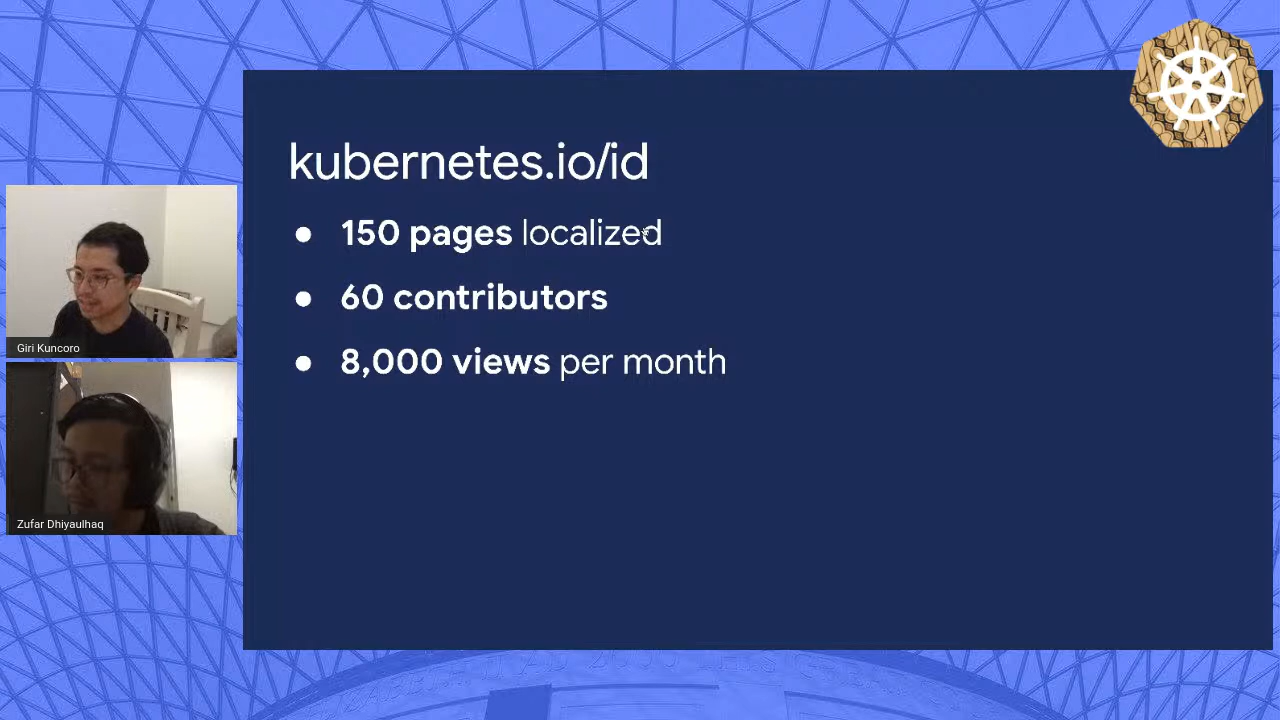 kubernetes.io/id
150 pages localized
60 contributors
8,000 views per month
Giri Kuncoro
Zufar Dhiyaulhaq